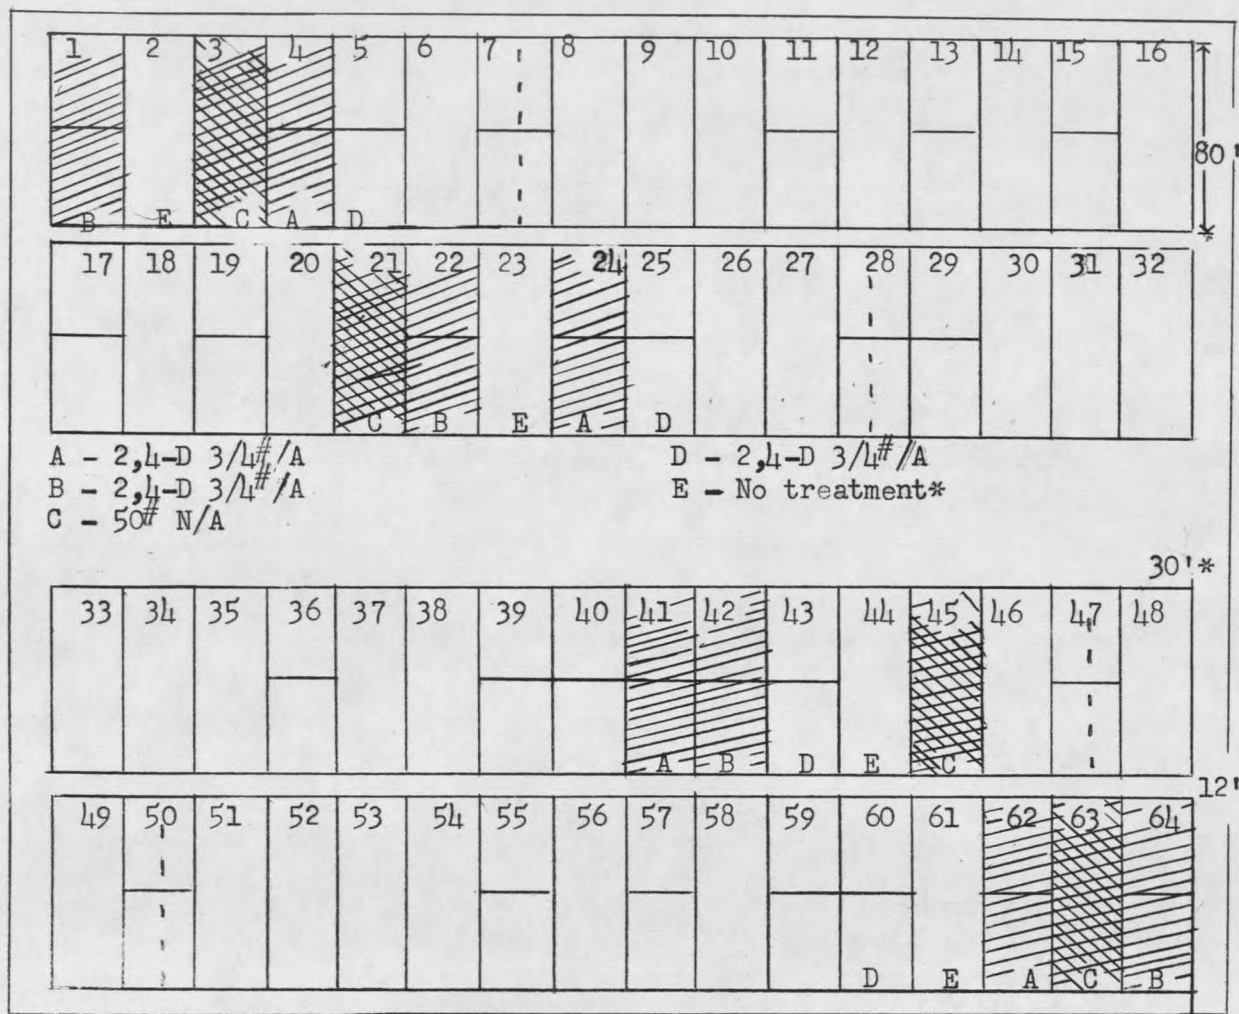 1 2 3 4 5 6 7 8 9 10 11 12 13 14 15 16
80'
B E C A D
*
17 18 19 20 21 22 23 24 25 26 27 28 29 30 31 32
C B E A D
A - 2,4-D 3/4#/A D - 2,4-D 3/4#/A
B - 2,4-D 3/4#/A E - No treatment*
C - 50# N/A
30'*
33 34 35 36 37 38 39 40 41 42 43 44 45 46 47 48
A B D E C
12'
49 50 51 52 53 54 55 56 57 58 59 60 61 62 63 64
D E A C B